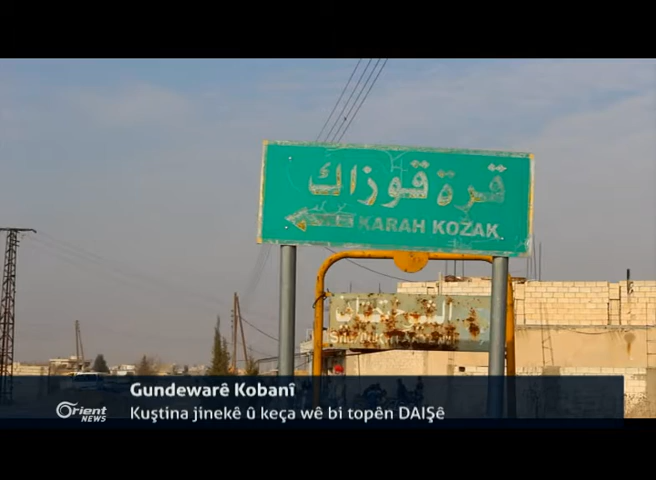 قرة قوزاك
KARAH KOZAK
Gundewarê Kobanî
Kuştina jinekê û keça wê bi topên DAIŞê
Orient
NEWS